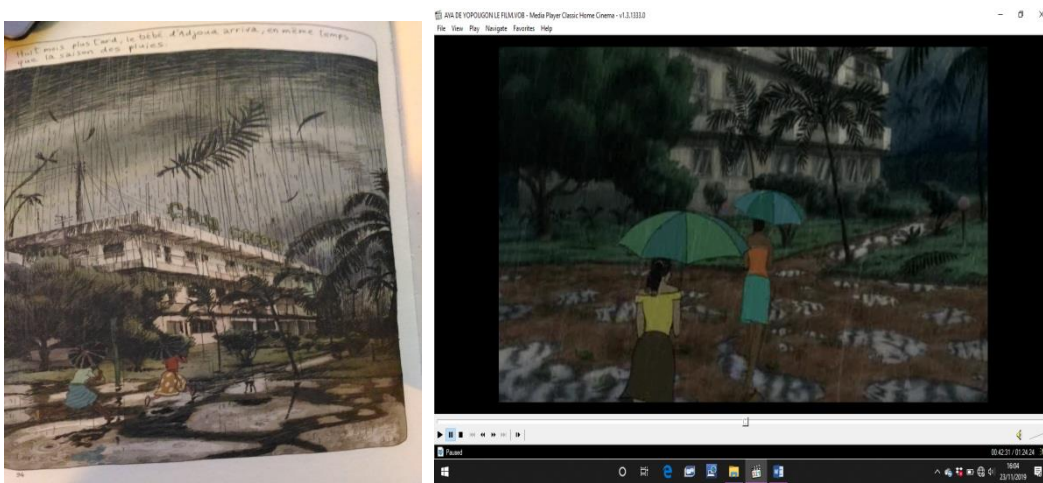 Huit mois plus tard, le bébé d'Adjoua arriva, en même temps
que la saison des pluies.
96
AYA DE YOPOUGON LE FILM.VOB - Media Player Classic Home Cinema - v1.3.1333.0
File View Play Navigate Favorites Help
Paused
00:42:31 / 01:24:24
16:04
23/11/2019